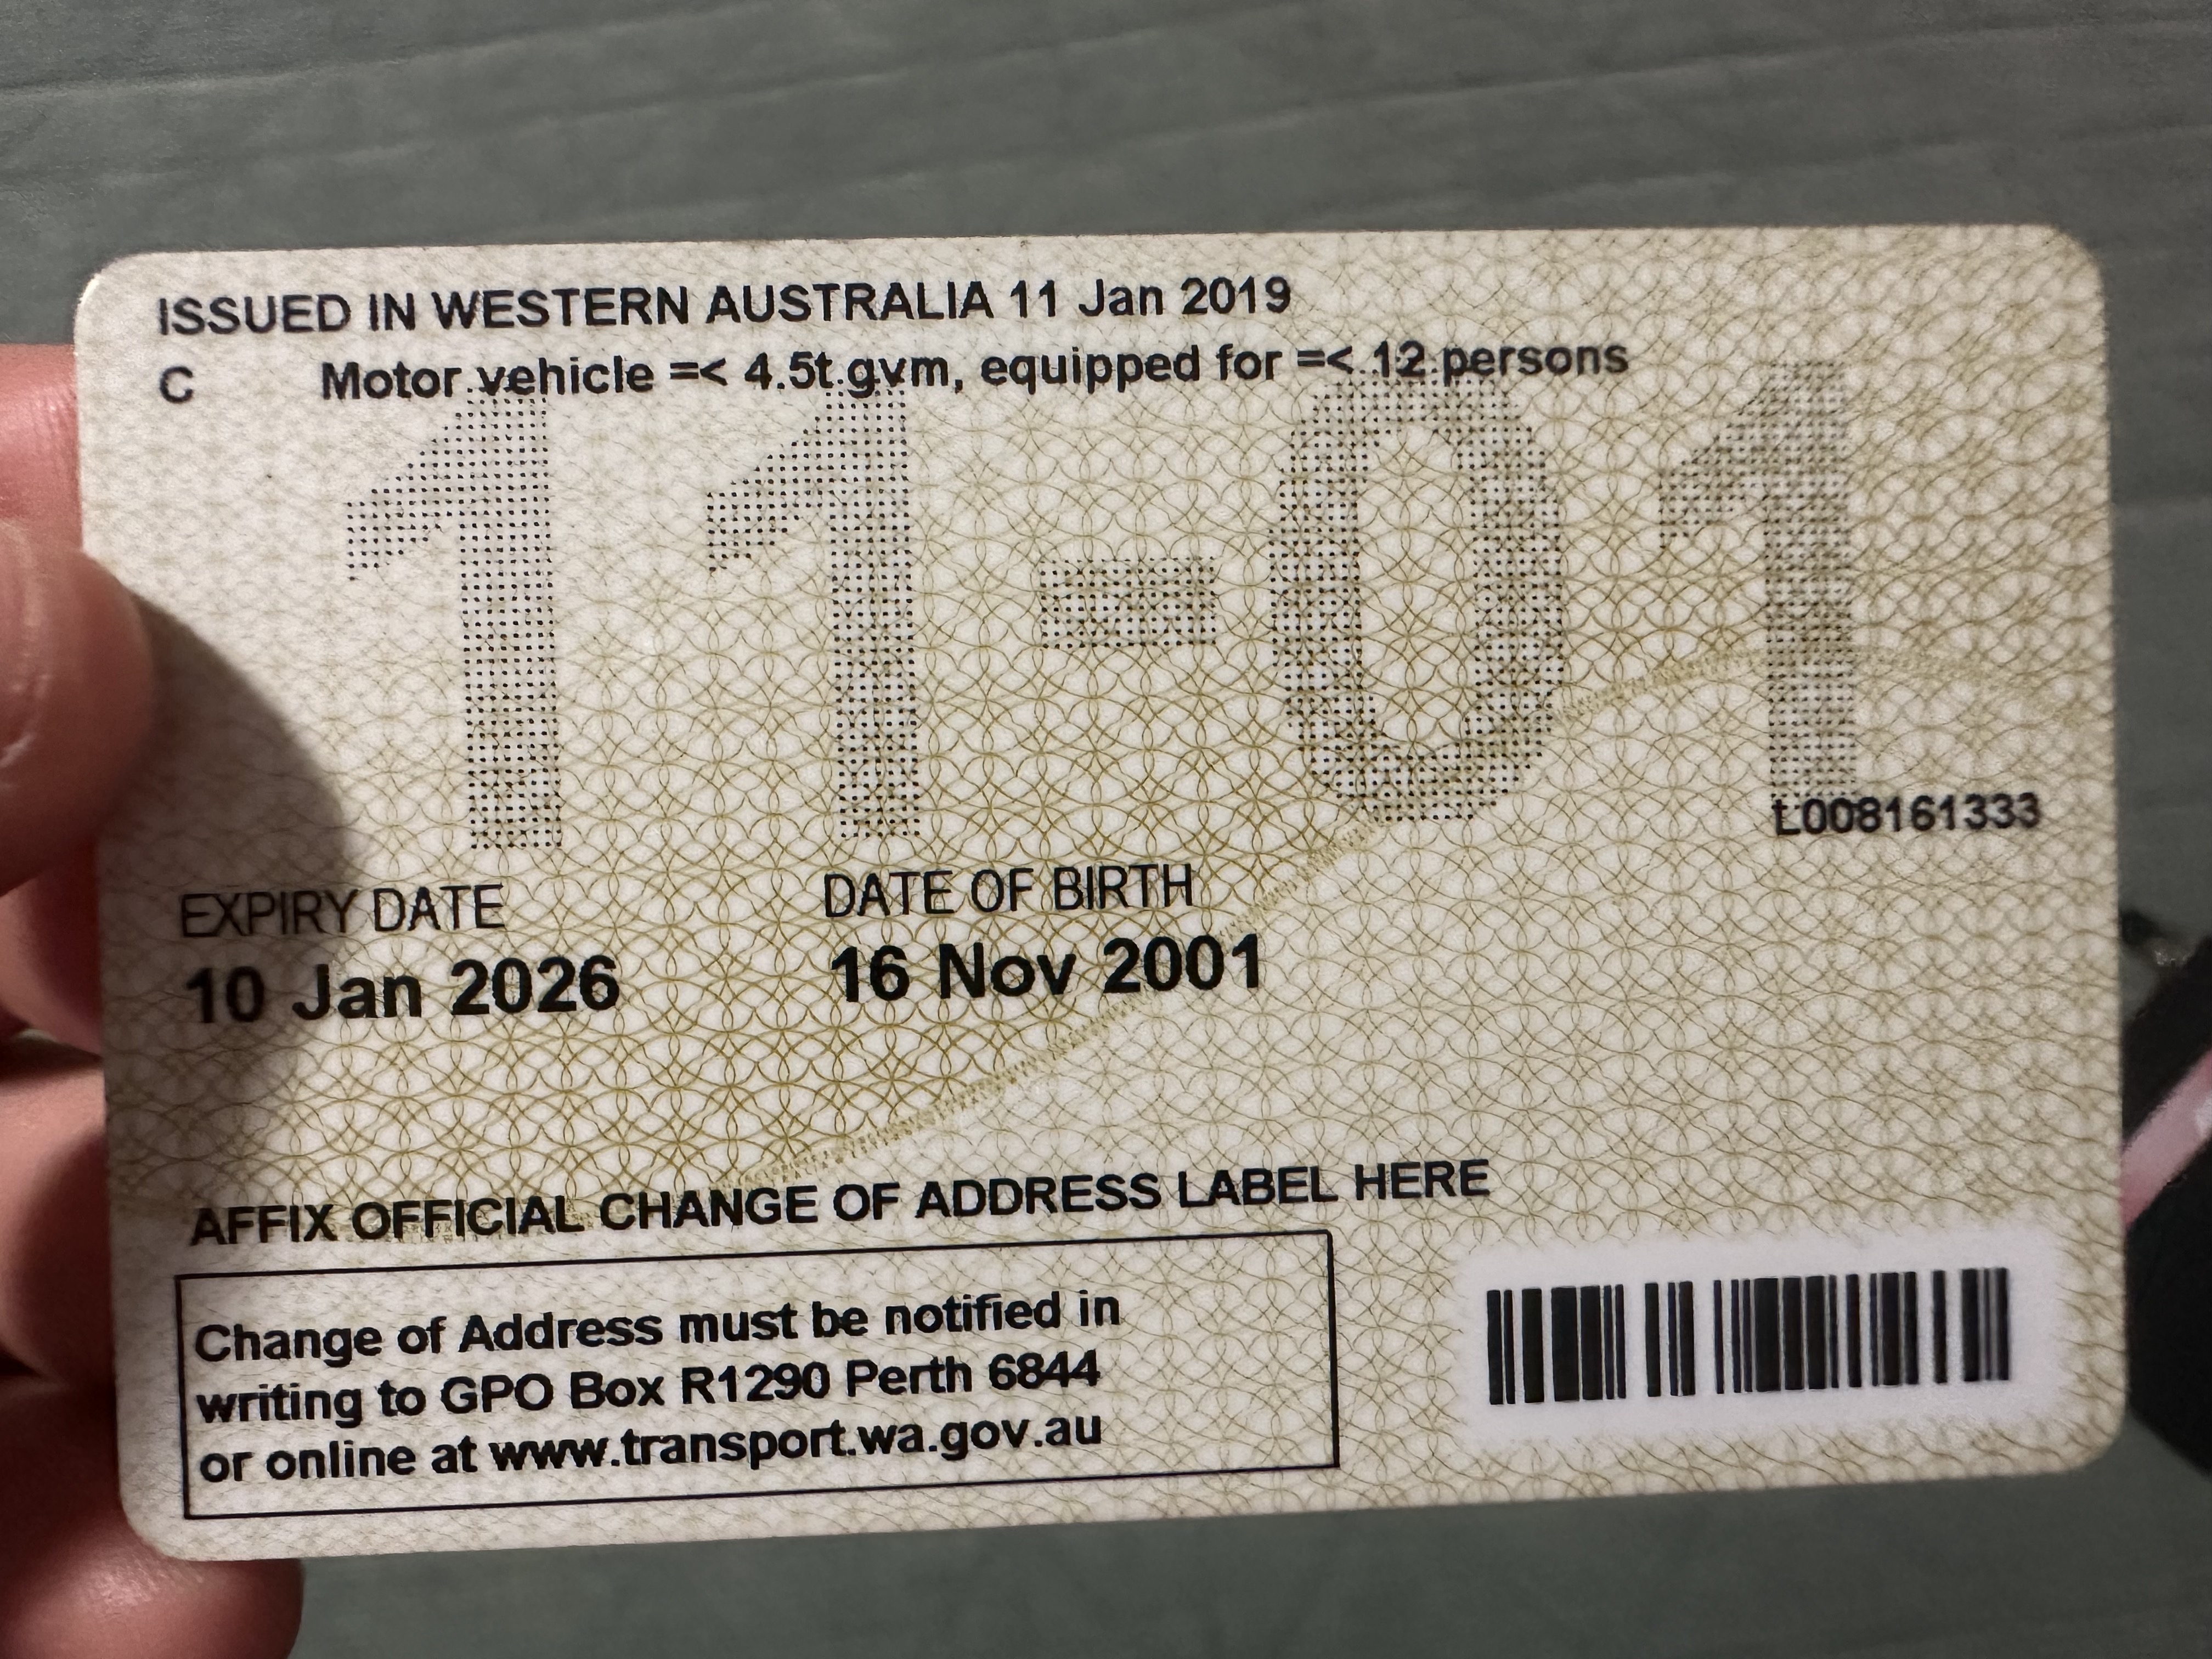 ISSUED IN WESTERN AUSTRALIA 11 Jan 2019
C Motor vehicle =< 4.5t gvm, equipped for =< 12 persons
11-01
L008161333
EXPIRY DATE
10 Jan 2026
DATE OF BIRTH
16 Nov 2001
AFFIX OFFICIAL CHANGE OF ADDRESS LABEL HERE
Change of Address must be notified in
writing to GPO Box R1290 Perth 6844
or online at www.transport.wa.gov.au